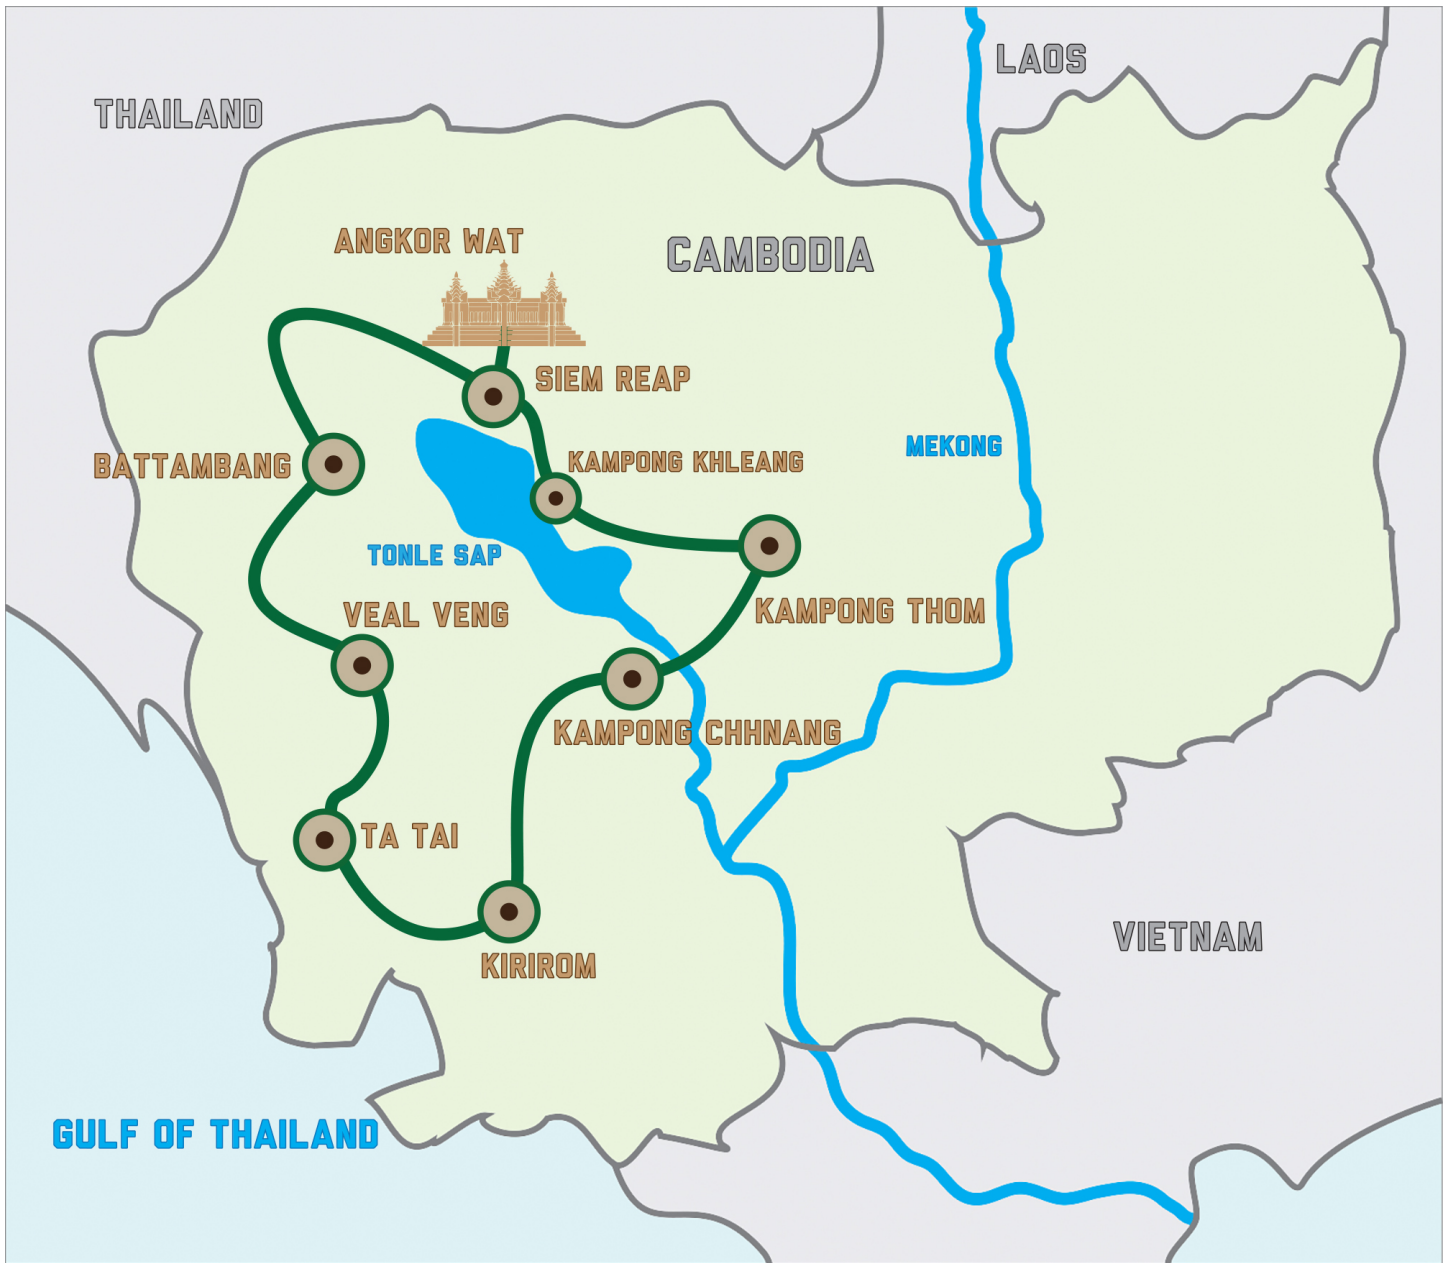 LAOS
THAILAND
ANGKOR WAT
CAMBODIA
SIEM REAP
MEKONG
KAMPONG KHLEANG
BATTAMBANG
TONLE SAP
KAMPONG THOM
VEAL VENG
KAMPONG CHHNANG
TA TAI
VIETNAM
KIRIROM
GULF OF THAILAND